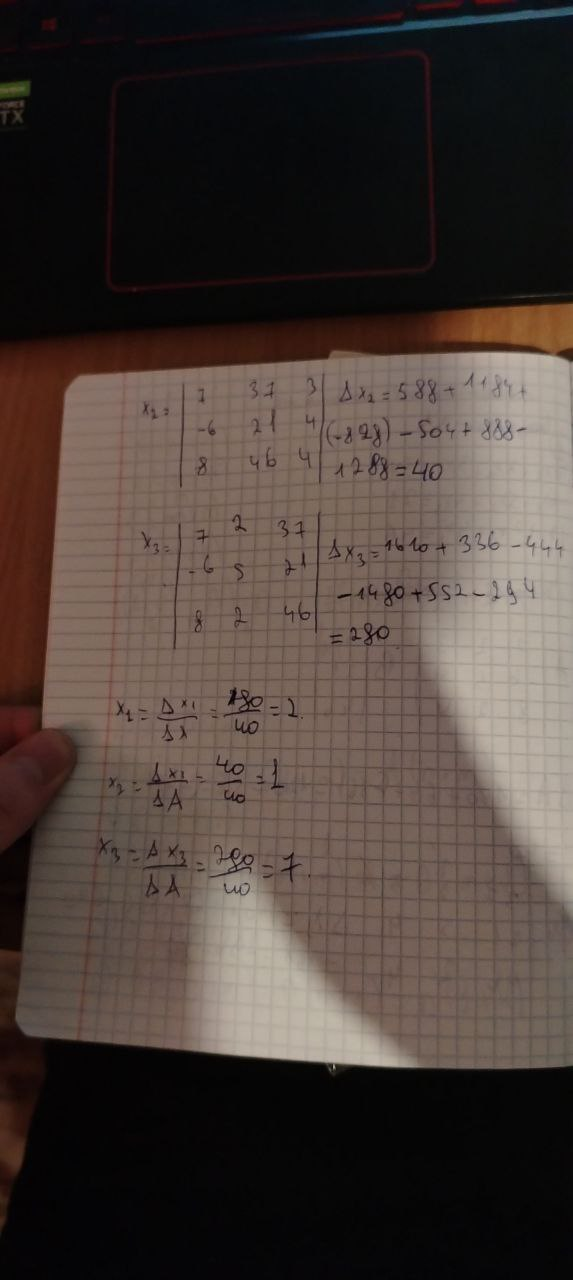 FORCE
TX
x₂ = | 7 37 3 | Δx₂ = 588 + 1184 +
| -6 21 4 | (-828) - 504 + 888 -
| 8 46 4 | 1288 = 40
x₃ = | 7 2 37 | Δx₃ = 1610 + 336 - 444
| -6 5 21 | - 1480 + 552 - 294
| 8 2 46 | = 280
x₁ = Δx₁/ΔA = 80/40 = 2.
x₂ = Δx₂/ΔA = 40/40 = 1
x₃ = Δx₃/ΔA = 280/40 = 7.